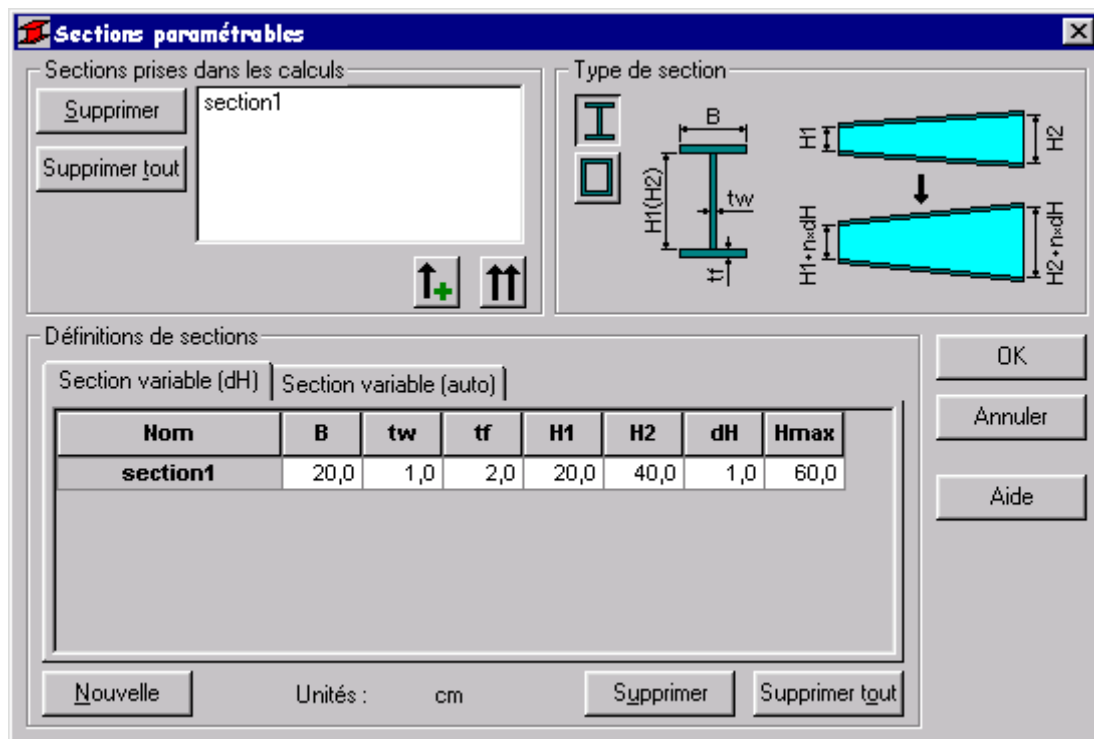 Sections paramétrables
Sections prises dans les calculs
Supprimer
Supprimer tout
section1
Type de section
B
H1(H2)
tw
tf
H1
H2
H1+n×dH
H2+n×dH
Définitions de sections
Section variable (dH)
Section variable (auto)
Nom B tw tf H1 H2 dH Hmax
section1 20,0 1,0 2,0 20,0 40,0 1,0 60,0
Nouvelle
Unités : cm
Supprimer
Supprimer tout
OK
Annuler
Aide